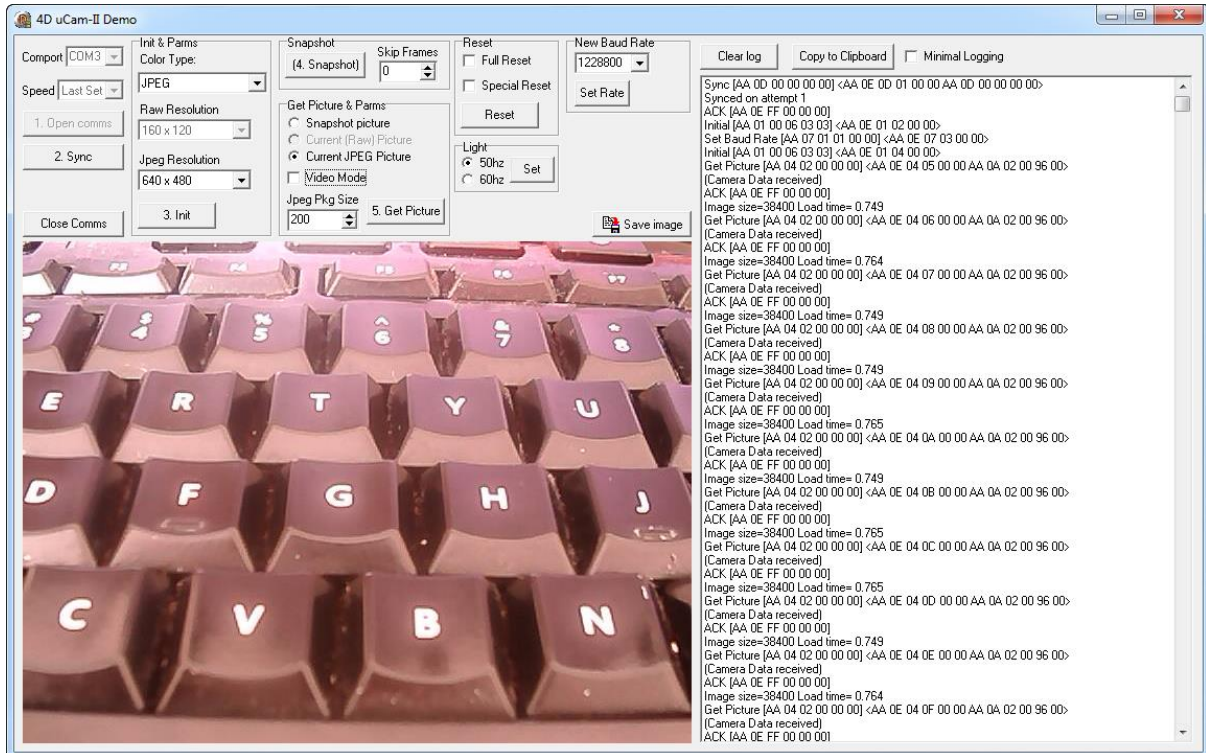 4D uCam-II Demo
Comport COM3
Speed Last Set
1. Open comms
2. Sync
Close Comms
Init & Parms
Color Type:
JPEG
Raw Resolution
160 x 120
Jpeg Resolution
640 x 480
3. Init
Snapshot
(4. Snapshot)
Skip Frames
0
Get Picture & Parms
Snapshot picture
Current (Raw) Picture
Current JPEG Picture
Video Mode
Jpeg Pkg Size
200
5. Get Picture
Reset
Full Reset
Special Reset
Reset
Light
50hz
60hz
Set
New Baud Rate
1228800
Set Rate
Save image
Clear log
Copy to Clipboard
Minimal Logging
Sync [AA 0D 00 00 00 00] <AA 0E 0D 01 00 00 AA 0D 00 00 00 00>
Synced on attempt 1
ACK [AA 0E FF 00 00 00]
Initial [AA 01 00 06 03 03] <AA 0E 01 02 00 00>
Set Baud Rate [AA 07 01 01 00 00] <AA 0E 07 03 00 00>
Initial [AA 01 00 06 03 03] <AA 0E 01 04 00 00>
Get Picture [AA 04 02 00 00 00] <AA 0E 04 05 00 00 AA 0A 02 00 96 00>
(Camera Data received)
ACK [AA 0E FF 00 00 00]
Image size=38400 Load time= 0.749
Get Picture [AA 04 02 00 00 00] <AA 0E 04 06 00 00 AA 0A 02 00 96 00>
(Camera Data received)
ACK [AA 0E FF 00 00 00]
Image size=38400 Load time= 0.764
Get Picture [AA 04 02 00 00 00] <AA 0E 04 07 00 00 AA 0A 02 00 96 00>
(Camera Data received)
ACK [AA 0E FF 00 00 00]
Image size=38400 Load time= 0.749
Get Picture [AA 04 02 00 00 00] <AA 0E 04 08 00 00 AA 0A 02 00 96 00>
(Camera Data received)
ACK [AA 0E FF 00 00 00]
Image size=38400 Load time= 0.749
Get Picture [AA 04 02 00 00 00] <AA 0E 04 09 00 00 AA 0A 02 00 96 00>
(Camera Data received)
ACK [AA 0E FF 00 00 00]
Image size=38400 Load time= 0.765
Get Picture [AA 04 02 00 00 00] <AA 0E 04 0A 00 00 AA 0A 02 00 96 00>
(Camera Data received)
ACK [AA 0E FF 00 00 00]
Image size=38400 Load time= 0.749
Get Picture [AA 04 02 00 00 00] <AA 0E 04 0B 00 00 AA 0A 02 00 96 00>
(Camera Data received)
ACK [AA 0E FF 00 00 00]
Image size=38400 Load time= 0.765
Get Picture [AA 04 02 00 00 00] <AA 0E 04 0C 00 00 AA 0A 02 00 96 00>
(Camera Data received)
ACK [AA 0E FF 00 00 00]
Image size=38400 Load time= 0.765
Get Picture [AA 04 02 00 00 00] <AA 0E 04 0D 00 00 AA 0A 02 00 96 00>
(Camera Data received)
ACK [AA 0E FF 00 00 00]
Image size=38400 Load time= 0.749
Get Picture [AA 04 02 00 00 00] <AA 0E 04 0E 00 00 AA 0A 02 00 96 00>
(Camera Data received)
ACK [AA 0E FF 00 00 00]
Image size=38400 Load time= 0.764
Get Picture [AA 04 02 00 00 00] <AA 0E 04 0F 00 00 AA 0A 02 00 96 00>
(Camera Data received)
ACK [AA 0E FF 00 00 00]
F5 F6 F7
$ % ^ & *
4 5 6 7 8
E R T Y U
D F G H J
C V B N